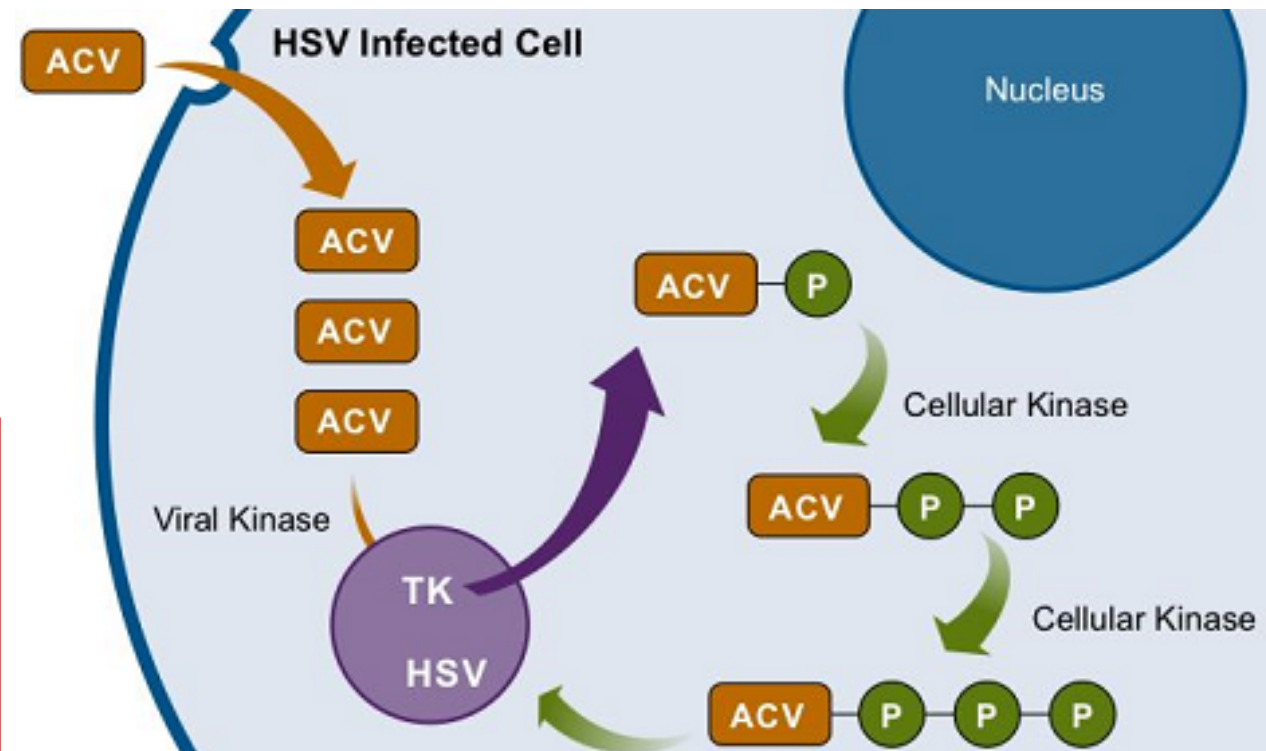 HSV Infected Cell
ACV
Nucleus
ACV
ACV
ACV
Viral Kinase
TK
HSV
ACV P
Cellular Kinase
ACV P P
Cellular Kinase
ACV P P P